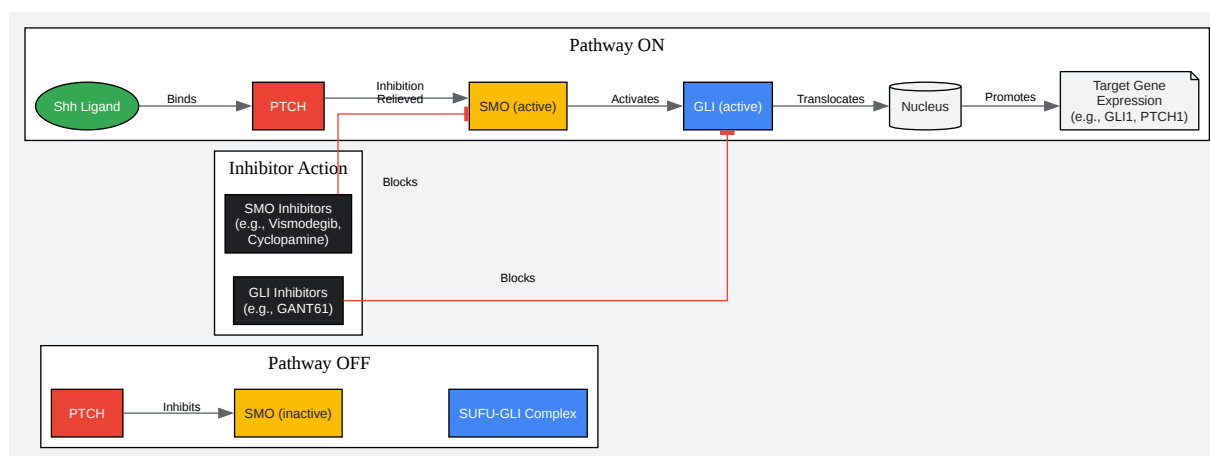 Pathway ON
Shh Ligand
Binds
PTCH
Inhibition
Relieved
SMO (active)
Activates
GLI (active)
Translocates
Nucleus
Promotes
Target Gene
Expression
(e.g., GLI1, PTCH1)
Inhibitor Action
Blocks
SMO Inhibitors
(e.g., Vismodegib,
Cyclopamine)
Blocks
GLI Inhibitors
(e.g., GANT61)
Pathway OFF
PTCH
Inhibits
SMO (inactive)
SUFU-GLI Complex